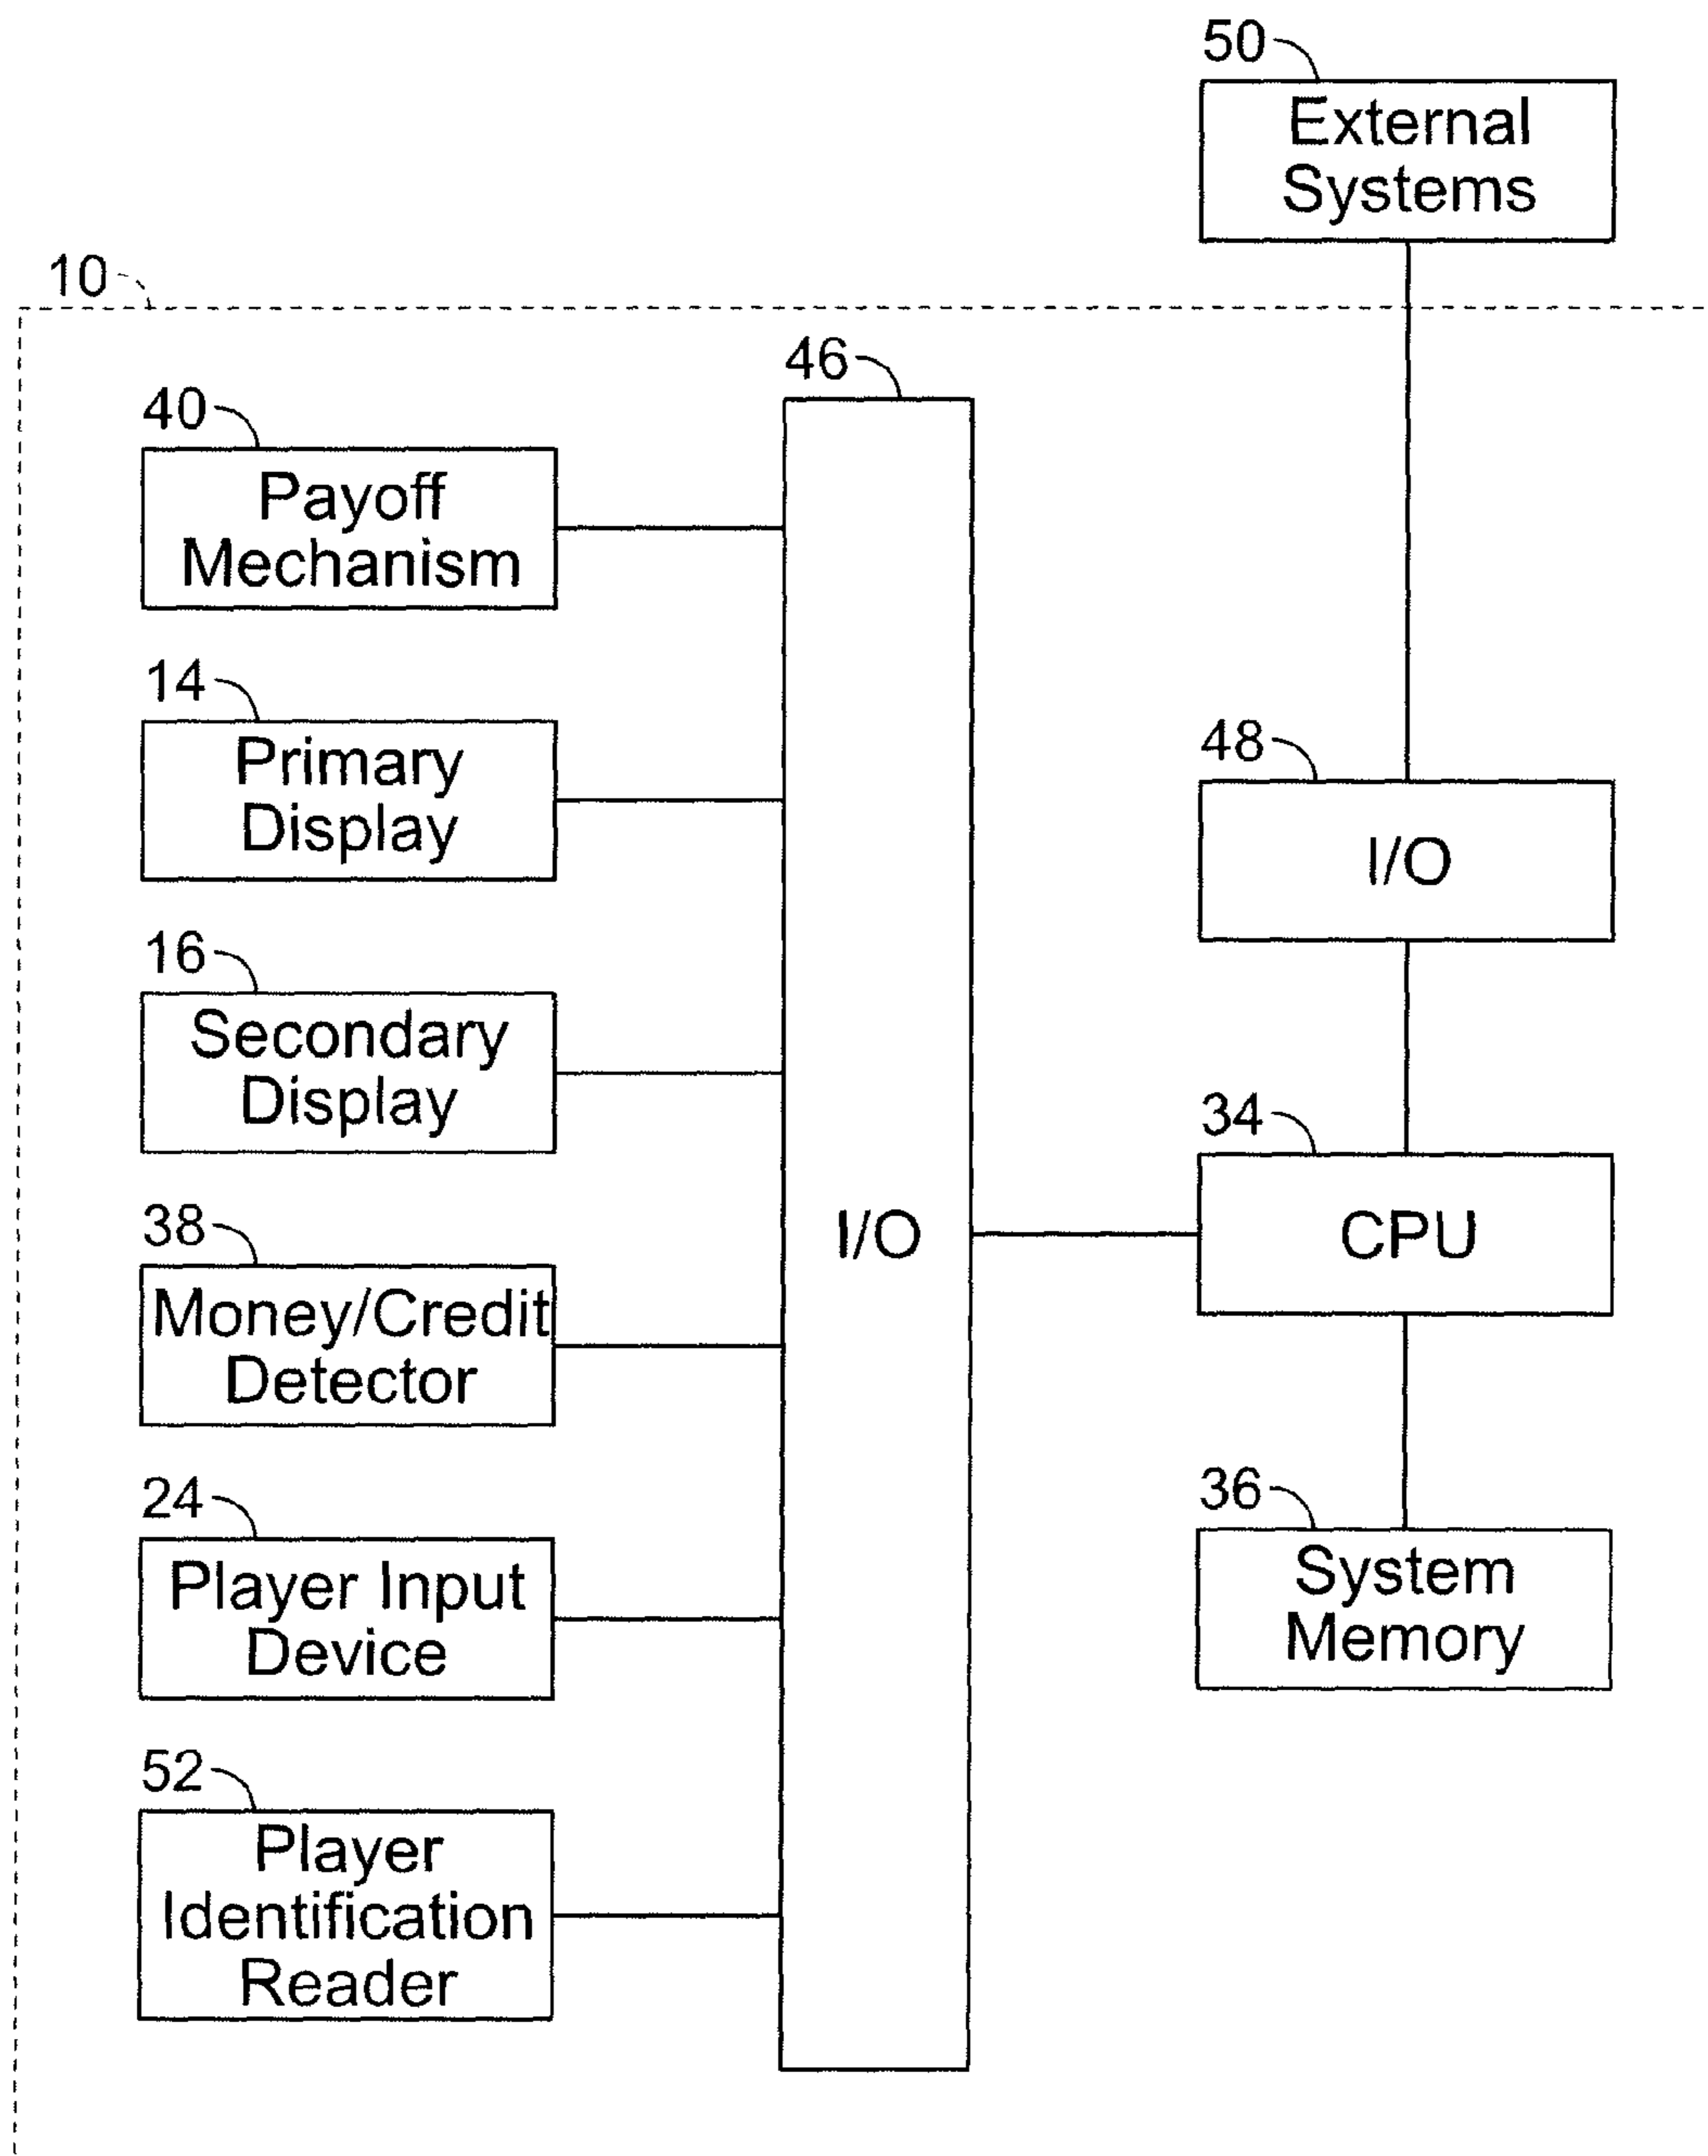 50
External
Systems
10
46
40
Payoff
Mechanism
14
Primary
Display
48
I/O
16
Secondary
Display
34
CPU
38
Money/Credit
Detector
I/O
24
Player Input
Device
36
System
Memory
52
Player
Identification
Reader